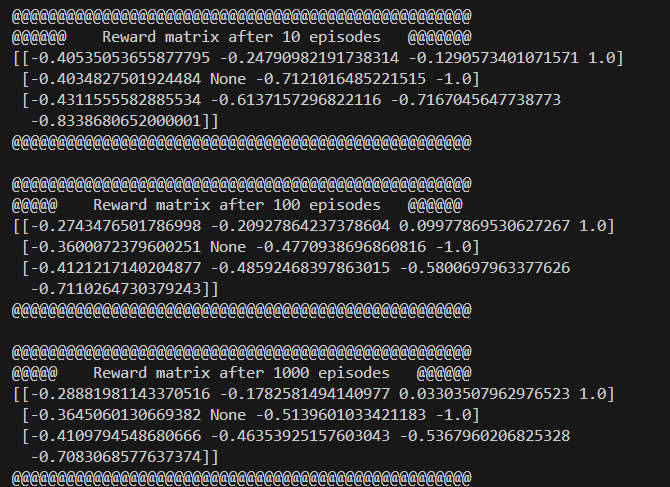 @@@@@@@@@@@@@@@@@@@@@@@@@@@@@@@@@@@@@@@@@@@@@@@@@@@
@@@@@@    Reward matrix after 10 episodes   @@@@@@@
[[-0.40535053655877795 -0.24790982191738314 -0.1290573401071571 1.0]
 [-0.4034827501924484 None -0.7121016485221515 -1.0]
 [-0.4311555582885534 -0.6137157296822116 -0.7167045647738773
  -0.8338680652000001]]
@@@@@@@@@@@@@@@@@@@@@@@@@@@@@@@@@@@@@@@@@@@@@@@@@@@

@@@@@@@@@@@@@@@@@@@@@@@@@@@@@@@@@@@@@@@@@@@@@@@@@@@
@@@@@    Reward matrix after 100 episodes   @@@@@@
[[-0.2743476501786998 -0.20927864237378604 0.09977869530627267 1.0]
 [-0.3600072379600251 None -0.4770938696860816 -1.0]
 [-0.4121217140204877 -0.48592468397863015 -0.5800697963377626
  -0.7110264730379243]]
@@@@@@@@@@@@@@@@@@@@@@@@@@@@@@@@@@@@@@@@@@@@@@@@@@@

@@@@@@@@@@@@@@@@@@@@@@@@@@@@@@@@@@@@@@@@@@@@@@@@@@@
@@@@@    Reward matrix after 1000 episodes   @@@@@@
[[-0.28881981143370516 -0.1782581494140977 0.03303507962976523 1.0]
 [-0.3645060130669382 None -0.5139601033421183 -1.0]
 [-0.4109794548680666 -0.46353925157603043 -0.5367960206825328
  -0.7083068577637374]]
@@@@@@@@@@@@@@@@@@@@@@@@@@@@@@@@@@@@@@@@@@@@@@@@@@@